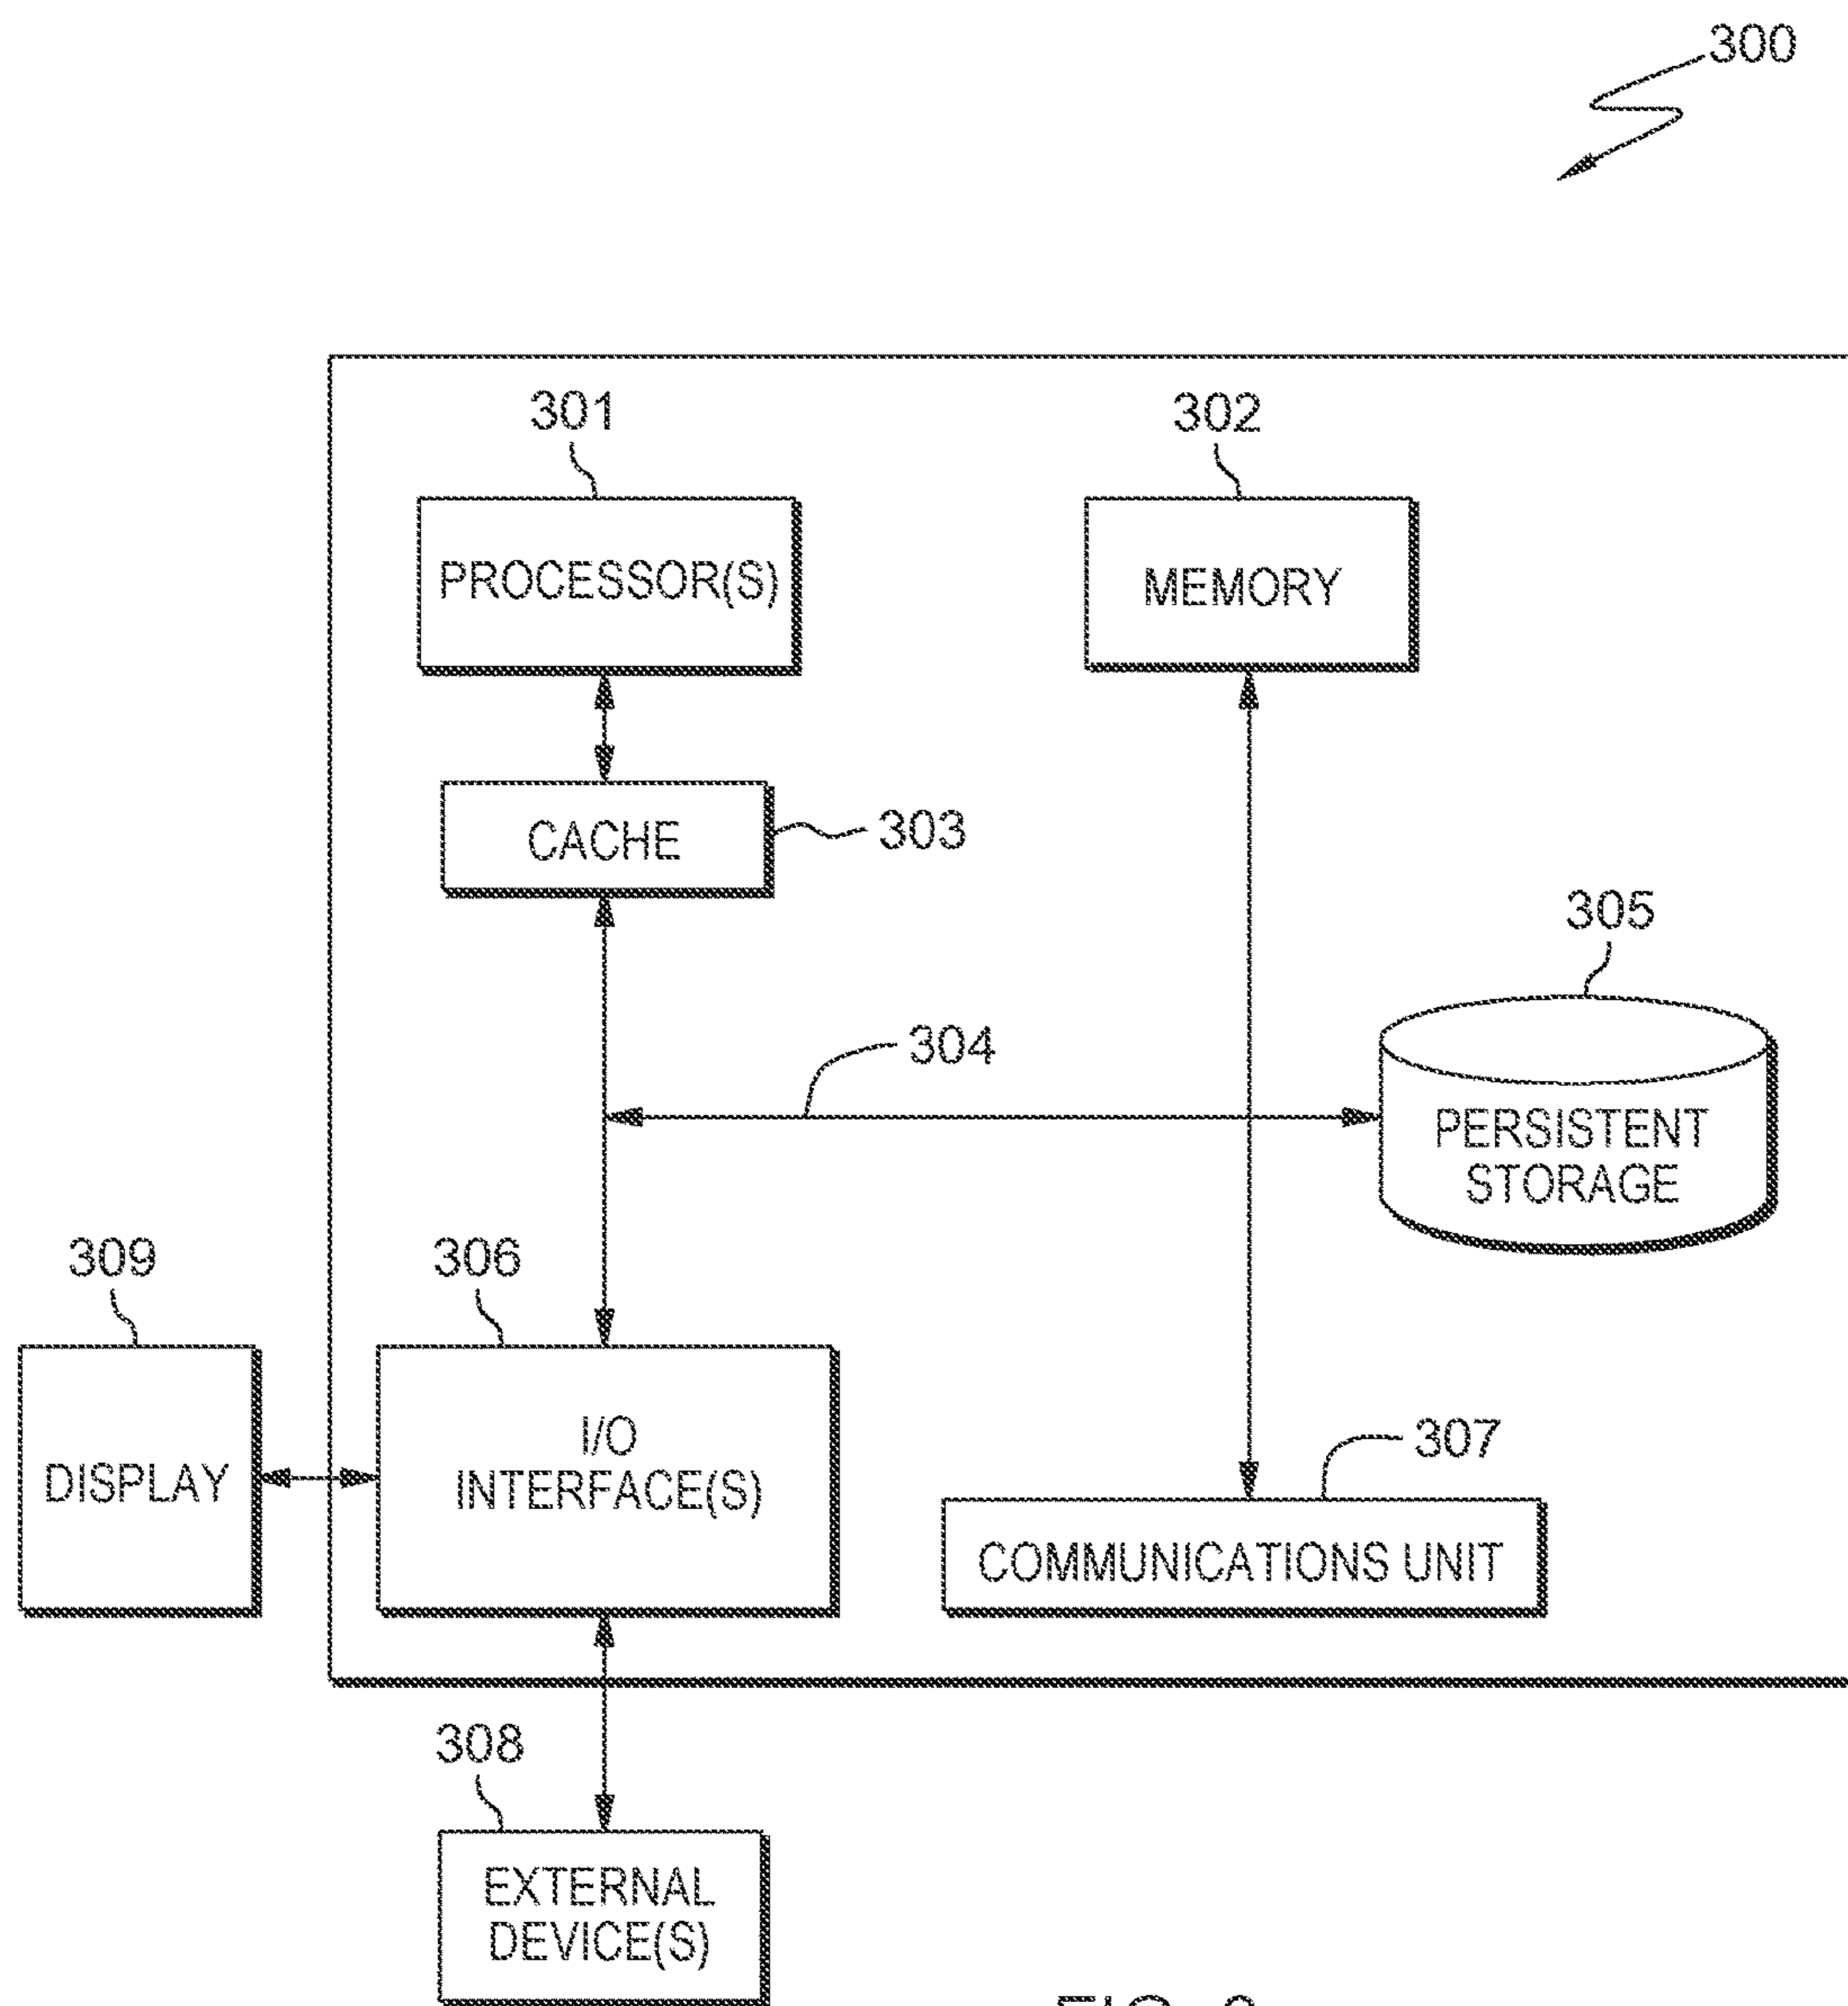 300
301
302
PROCESSOR(S)
MEMORY
CACHE
303
305
304
PERSISTENT
STORAGE
309
306
I/O
INTERFACE(S)
DISPLAY
307
COMMUNICATIONS UNIT
308
EXTERNAL
DEVICE(S)
FIG.